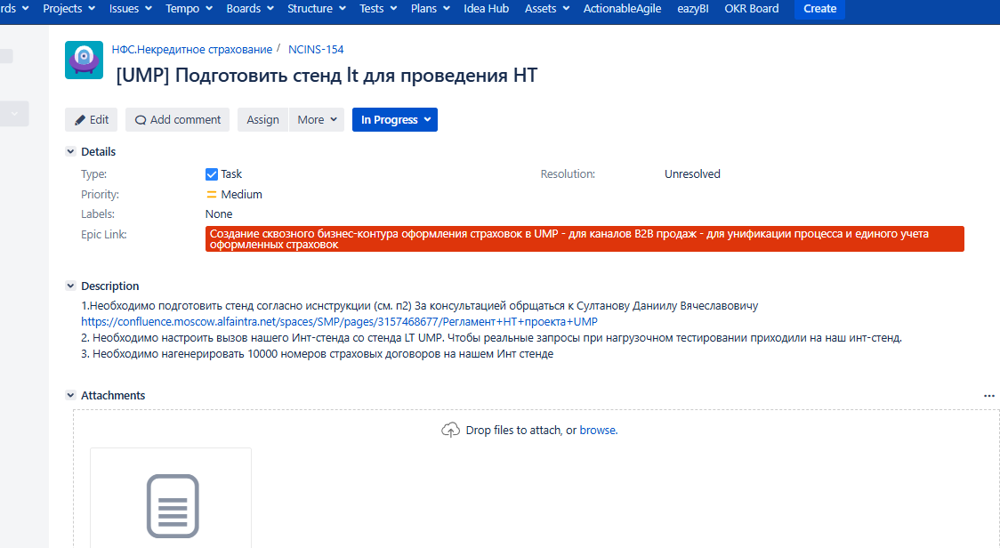 rds Projects Issues Tempo Boards Structure Tests Plans Idea Hub Assets ActionableAgile eazyBI OKR Board Create
НФС.Некредитное страхование / NCINS-154
[UMP] Подготовить стенд lt для проведения НТ
Edit Add comment Assign More In Progress
Details
Type: Task Resolution: Unresolved
Priority: Medium
Labels: None
Epic Link: Создание сквозного бизнес-контура оформления страховок в UMP - для каналов B2B продаж - для унификации процесса и единого учета
оформленных страховок
Description
1.Необходимо подготовить стенд согласно иснструкции (см. п2) За консультацией обрщаться к Султанову Даниилу Вячеславовичу
https://confluence.moscow.alfaintra.net/spaces/SMP/pages/3157468677/Регламент+НТ+проекта+UMP
2. Необходимо настроить вызов нашего Инт-стенда со стенда LT UMP. Чтобы реальные запросы при нагрузочном тестировании приходили на наш инт-стенд.
3. Необходимо нагенерировать 10000 номеров страховых договоров на нашем Инт стенде
Attachments
Drop files to attach, or browse.